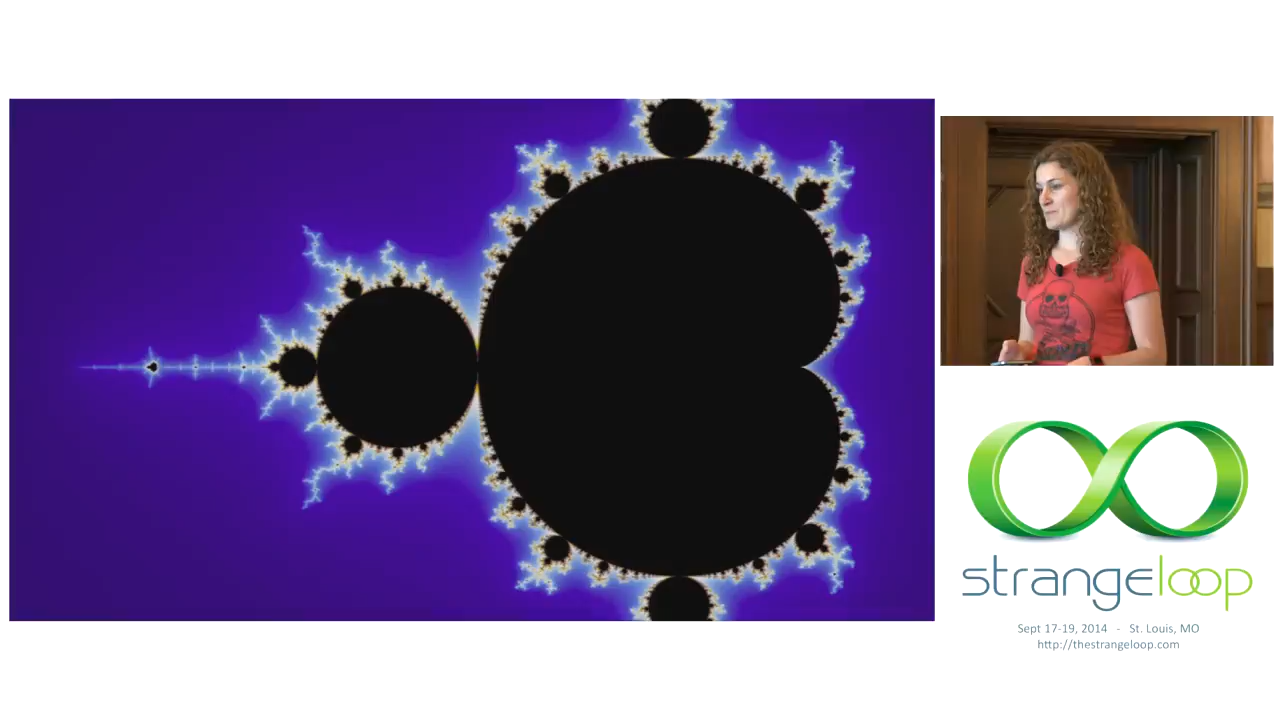 strangeloop
Sept 17-19, 2014 - St. Louis, MO
http://thestrangeloop.com